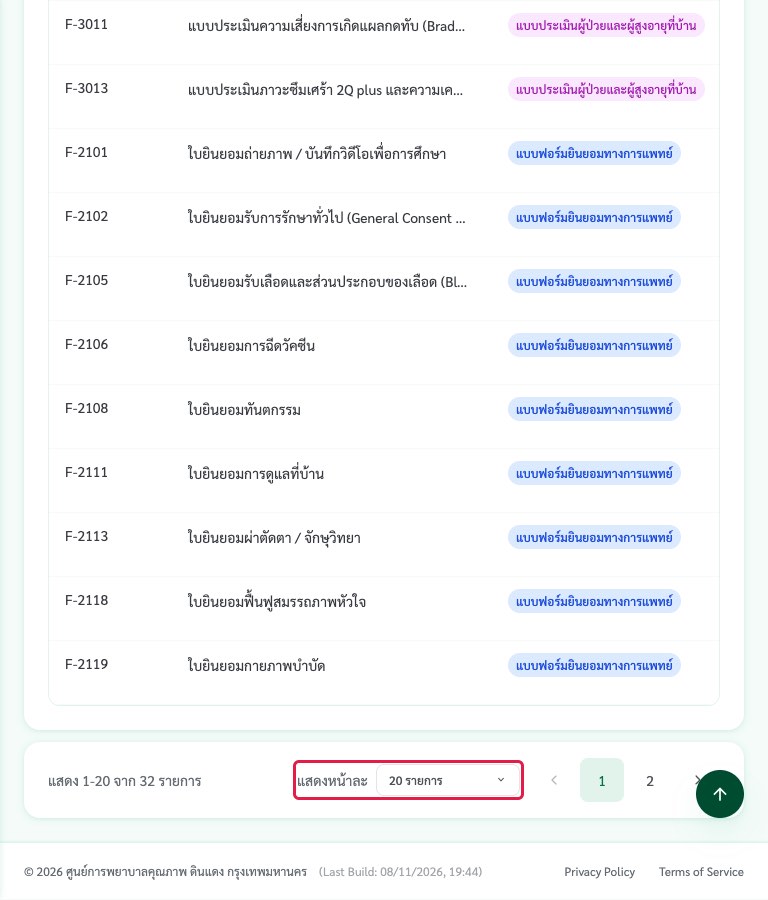 F-3011 แบบประเมินความเสี่ยงการเกิดแผลกดทับ (Brad... แบบประเมินผู้ป่วยและผู้สูงอายุที่บ้าน
F-3013 แบบประเมินภาวะซึมเศร้า 2Q plus และความเค... แบบประเมินผู้ป่วยและผู้สูงอายุที่บ้าน
F-2101 ใบยินยอมถ่ายภาพ / บันทึกวิดีโอเพื่อการศึกษา แบบฟอร์มยินยอมทางการแพทย์
F-2102 ใบยินยอมรับการรักษาทั่วไป (General Consent ... แบบฟอร์มยินยอมทางการแพทย์
F-2105 ใบยินยอมรับเลือดและส่วนประกอบของเลือด (Bl... แบบฟอร์มยินยอมทางการแพทย์
F-2106 ใบยินยอมการฉีดวัคซีน แบบฟอร์มยินยอมทางการแพทย์
F-2108 ใบยินยอมทันตกรรม แบบฟอร์มยินยอมทางการแพทย์
F-2111 ใบยินยอมการดูแลที่บ้าน แบบฟอร์มยินยอมทางการแพทย์
F-2113 ใบยินยอมผ่าตัดตา / จักษุวิทยา แบบฟอร์มยินยอมทางการแพทย์
F-2118 ใบยินยอมฟื้นฟูสมรรถภาพหัวใจ แบบฟอร์มยินยอมทางการแพทย์
F-2119 ใบยินยอมกายภาพบำบัด แบบฟอร์มยินยอมทางการแพทย์
แสดง 1-20 จาก 32 รายการ แสดงหน้าละ 20 รายการ 1 2
© 2026 ศูนย์การพยาบาลคุณภาพ ดินแดง กรุงเทพมหานคร (Last Build: 08/11/2026, 19:44) Privacy Policy Terms of Service